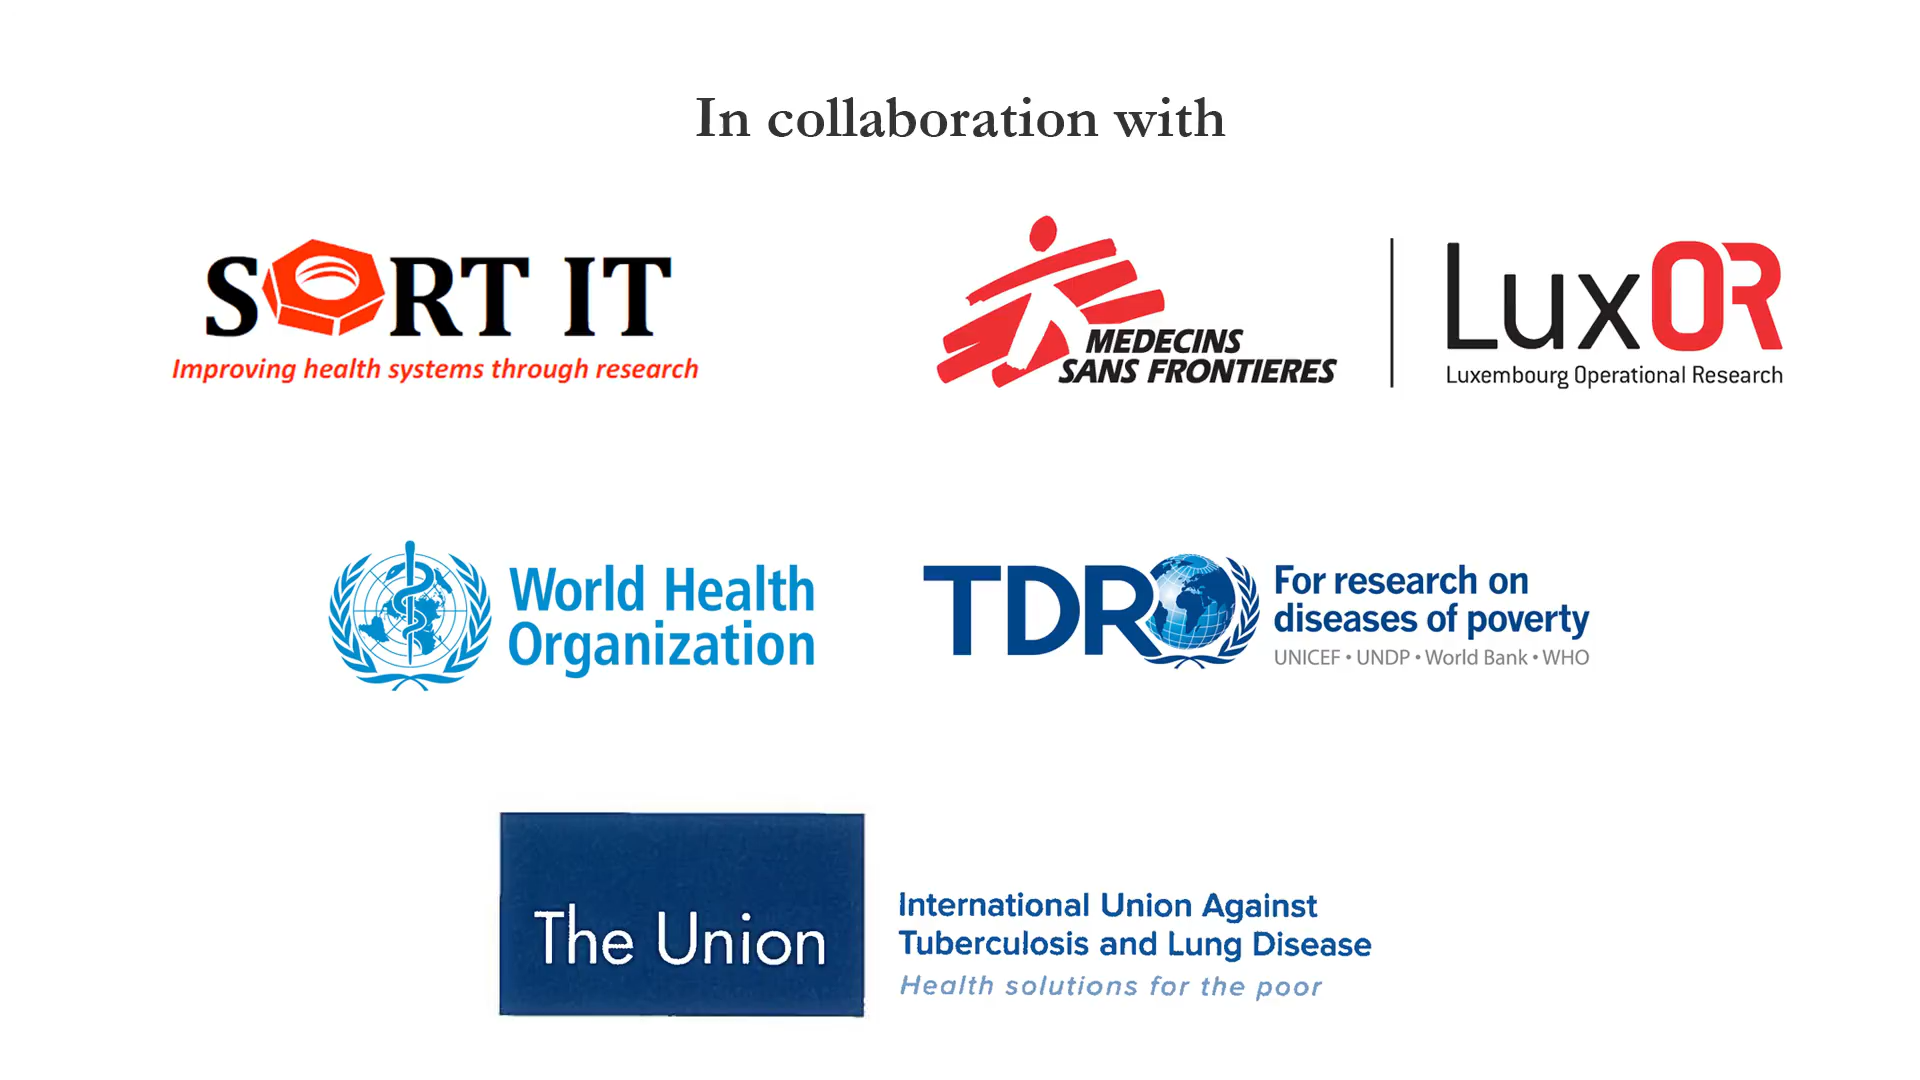 In collaboration with
SORT IT
Improving health systems through research
MEDECINS
SANS FRONTIERES
LuxOR
Luxembourg Operational Research
World Health
Organization
TDR
For research on
diseases of poverty
UNICEF • UNDP • World Bank • WHO
The Union
International Union Against
Tuberculosis and Lung Disease
Health solutions for the poor